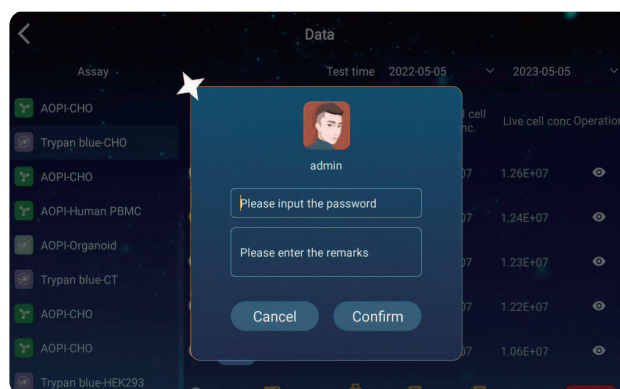 Data
Assay
Test time 2022-05-05 2023-05-05
l cell
nc.
Live cell conc Operation
AOPI-CHO
Trypan blue-CHO
AOPI-CHO
AOPI-Human PBMC
AOPI-Organoid
Trypan blue-CT
AOPI-CHO
AOPI-CHO
Trypan blue-HEK293
admin
Please input the password
Please enter the remarks
Cancel Confirm
07 1.26E+07
07 1.24E+07
07 1.23E+07
07 1.22E+07
07 1.06E+07